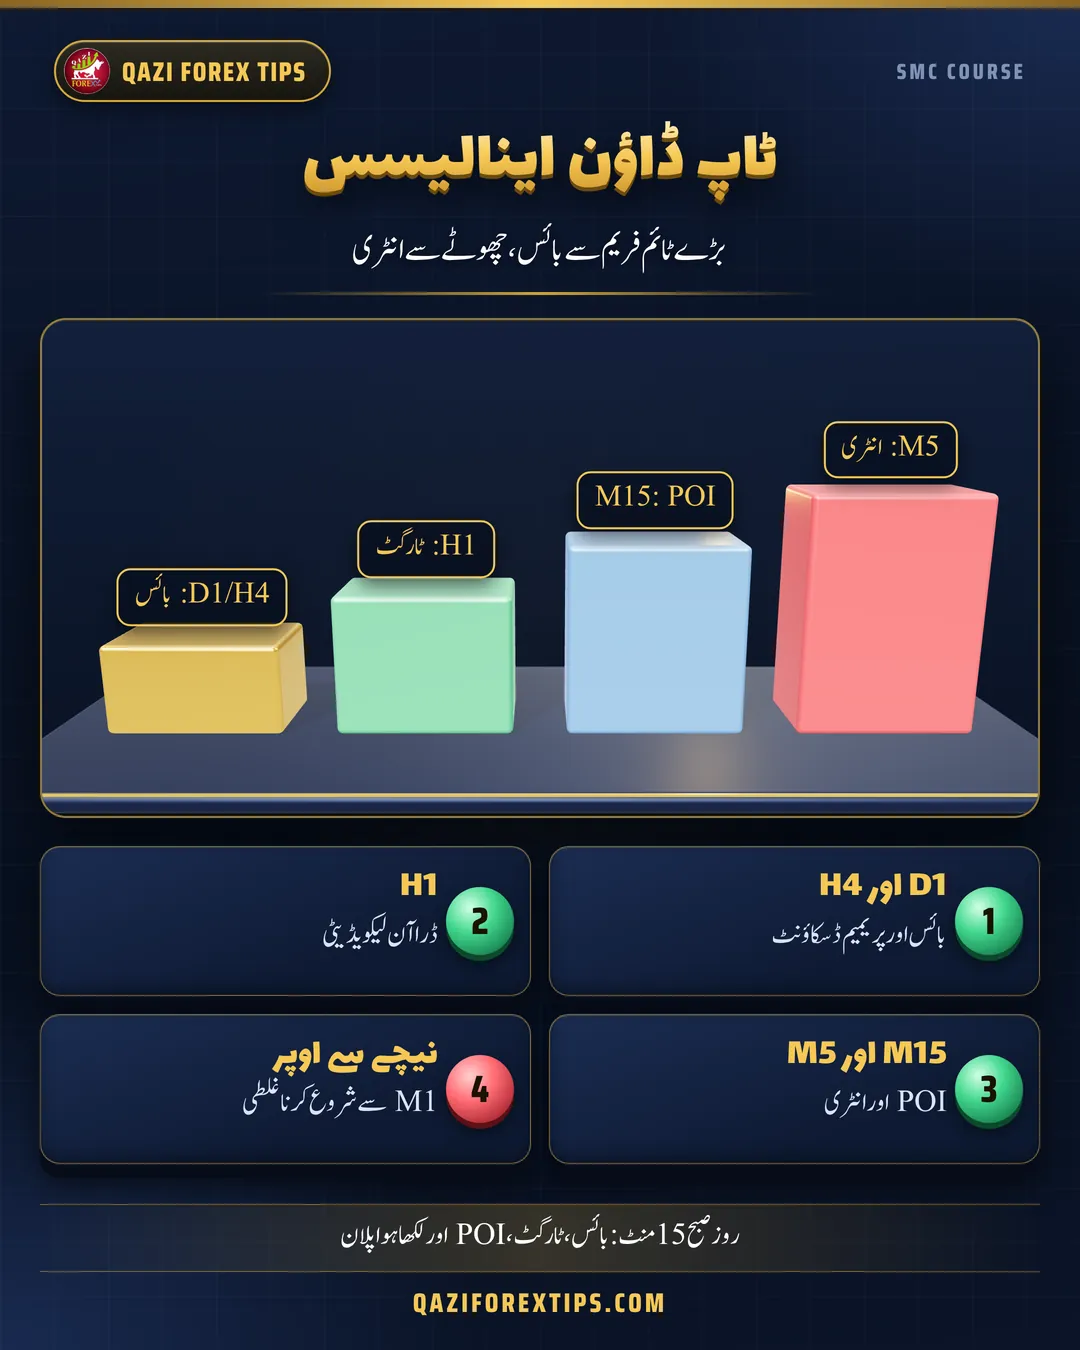 QAZI FOREX TIPS
SMC COURSE
ٹاپ ڈاؤن اینالیسس
بڑے ٹائم فریم سے بائس، چھوٹے سے انٹری
M5: انٹری
M15: POI
H1: ٹارگٹ
D1/H4: بائس
D1 اور H4
1
بائس اور پریمیم ڈسکاؤنٹ
H1
2
ڈرا آن لیکویڈیٹی
M15 اور M5
3
POI اور انٹری
نیچے سے اوپر
4
M1 سے شروع کرنا غلطی
روز صبح 15 منٹ: بائس، ٹارگٹ، POI اور لکھا ہوا پلان
QAZIFOREXTIPS.COM